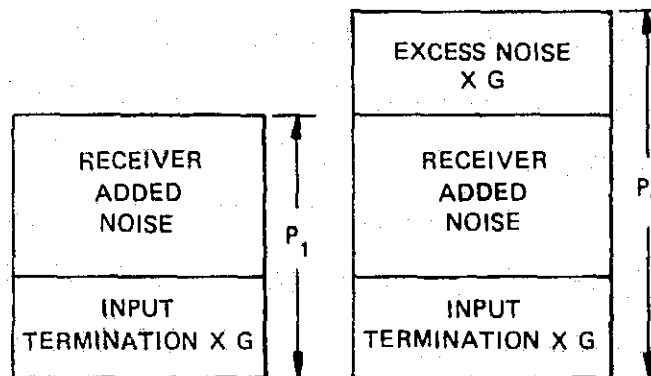 RECEIVER
ADDED
NOISE
INPUT
TERMINATION X G
P1
EXCESS NOISE
X G
RECEIVER
ADDED
NOISE
INPUT
TERMINATION X G
P